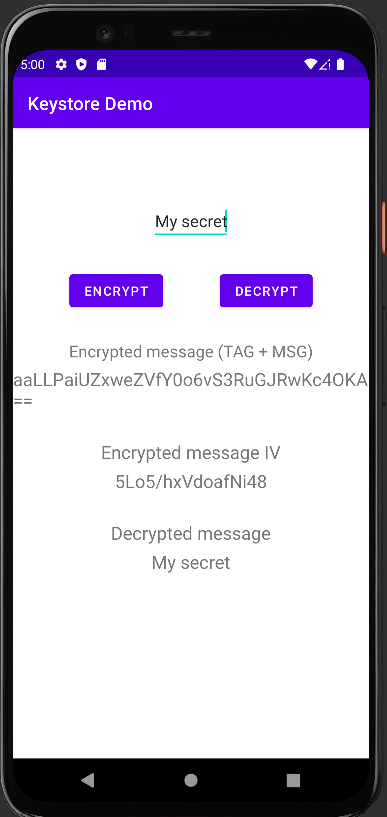 5:00
Keystore Demo
My secret
ENCRYPT
DECRYPT
Encrypted message (TAG + MSG)
aaLLPaiUZxweZVfY0o6vS3RuGJRwKc4OKA
==
Encrypted message IV
5Lo5/hxVdoafNi48
Decrypted message
My secret